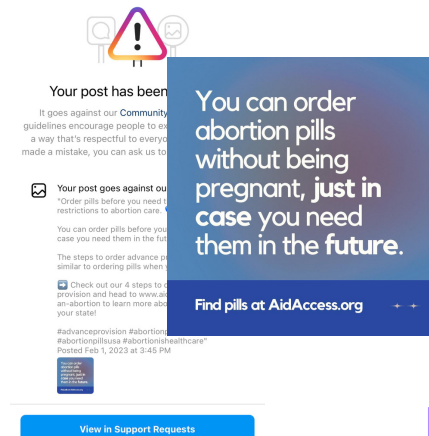 Your post has been
It goes against our Community
guidelines encourage people to ex
a way that's respectful to everyo
made a mistake, you can ask us to
Your post goes against ou
"Order pills before you need t
restrictions to abortion care.
You can order pills before you
case you need them in the fut
The steps to order advance pr
similar to ordering pills when y
➡️ Check our 4 steps to o
provision and head to www.aid
an-abortion to learn more abo
your state!
#advanceprovision #abortionp
#abortionpillsusa #abortionishealthcare"
Posted Feb 1, 2023 at 3:45 PM
View in Support Requests
You can order
abortion pills
without being
pregnant, just in
case you need
them in the future.
Find pills at AidAccess.org